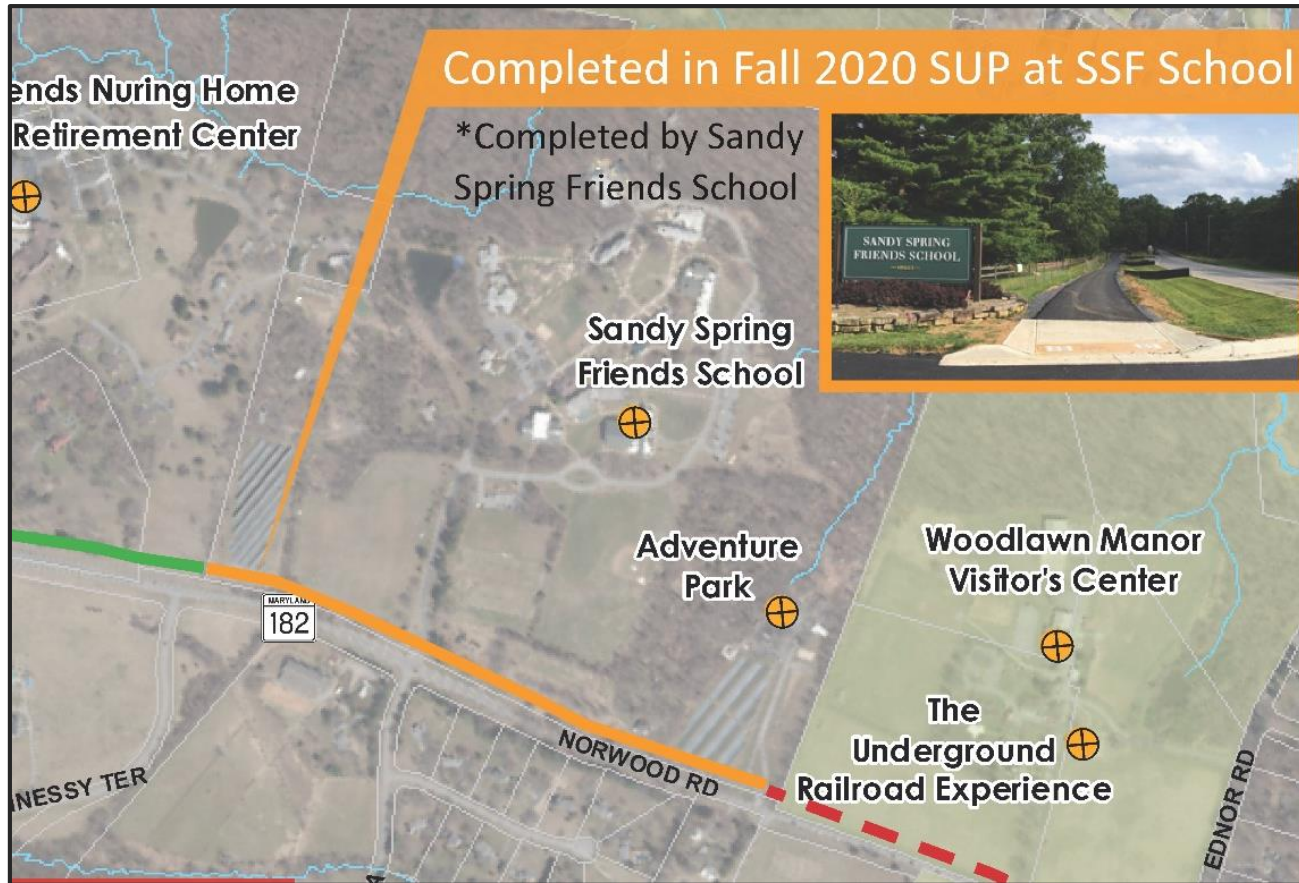 Completed in Fall 2020 SUP at SSF School
*Completed by Sandy
Spring Friends School
ends Nuring Home
Retirement Center
SANDY SPRING
FRIENDS SCHOOL
Sandy Spring
Friends School
Adventure
Park
Woodlawn Manor
Visitor's Center
The
Underground
Railroad Experience
MARYLAND
182
NORWOOD RD
NESSY TER
EDNOR RD